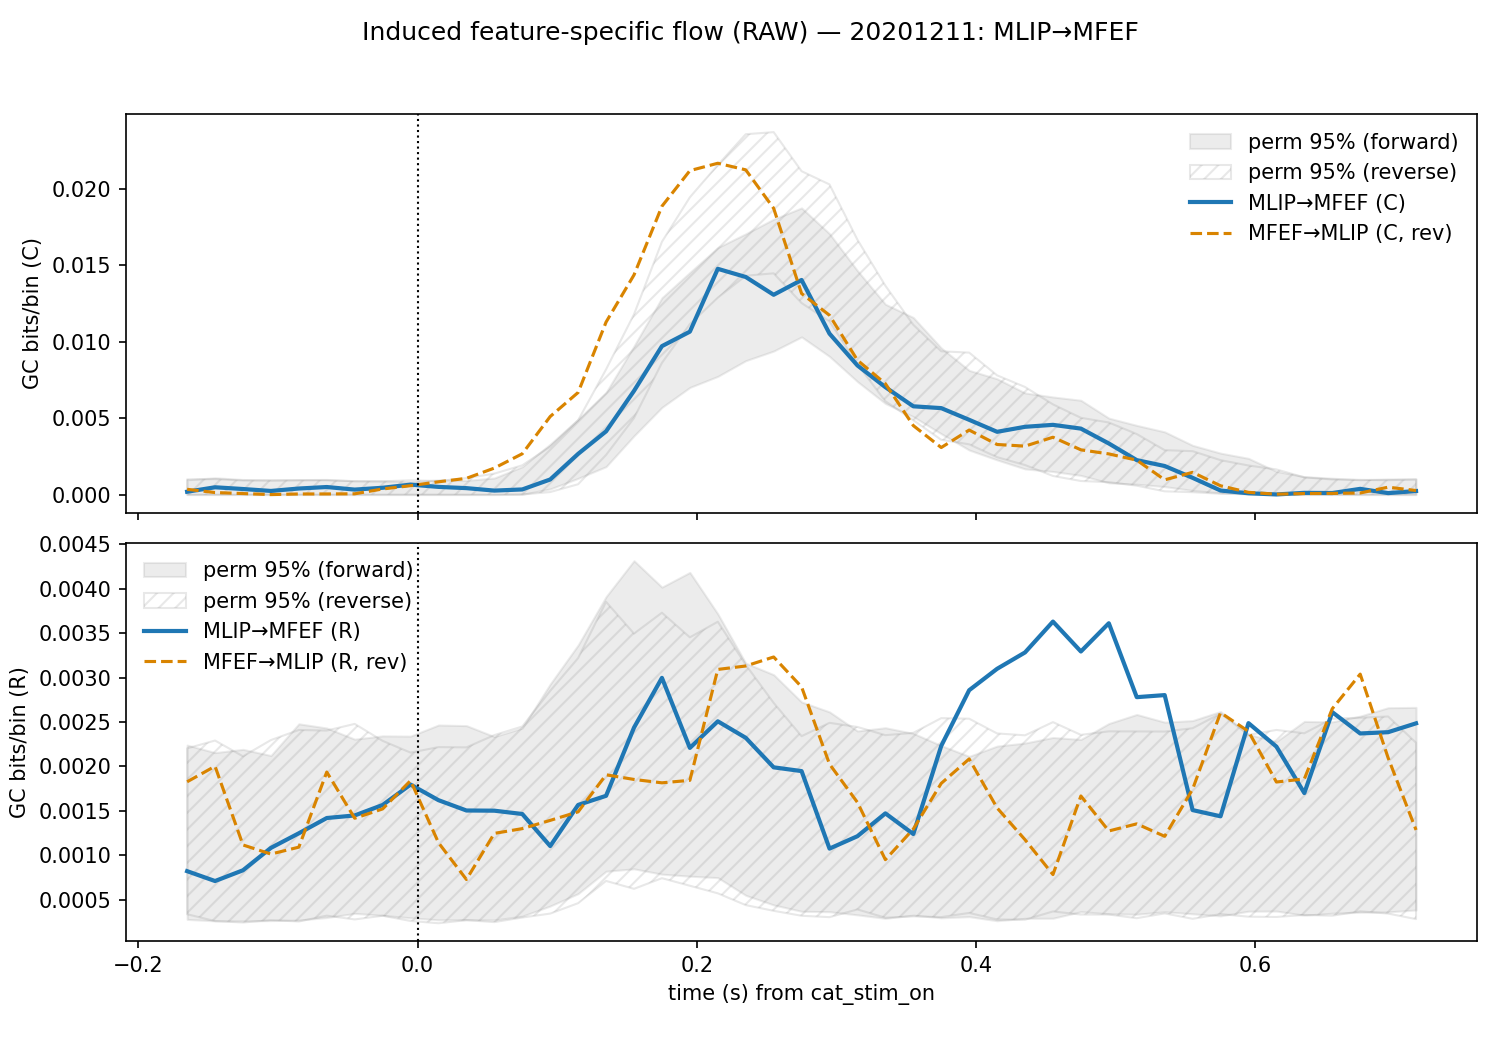 Induced feature-specific flow (RAW) — 20201211: MLIP→MFEF
GC bits/bin (C)
0.020
0.015
0.010
0.005
0.000
perm 95% (forward)
perm 95% (reverse)
MLIP→MFEF (C)
MFEF→MLIP (C, rev)
GC bits/bin (R)
0.0045
0.0040
0.0035
0.0030
0.0025
0.0020
0.0015
0.0010
0.0005
perm 95% (forward)
perm 95% (reverse)
MLIP→MFEF (R)
MFEF→MLIP (R, rev)
−0.2 0.0 0.2 0.4 0.6
time (s) from cat_stim_on